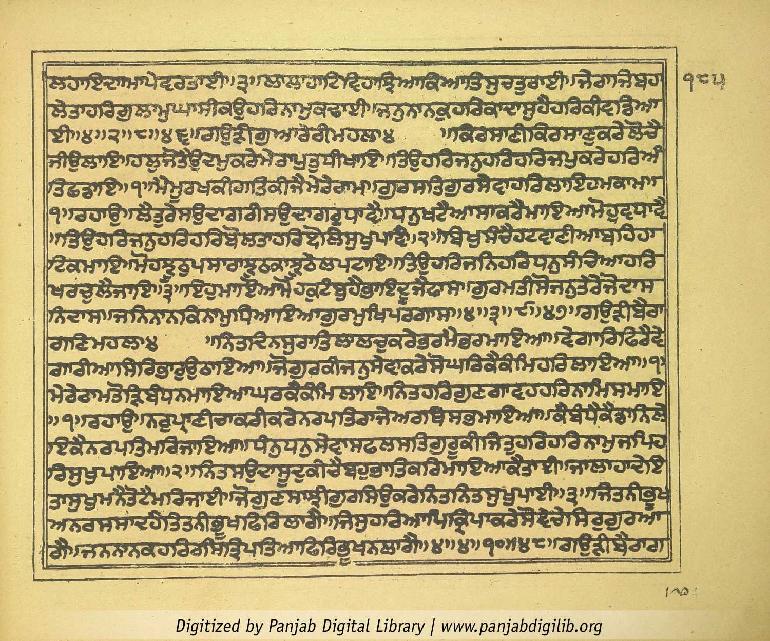 ਲਹਾਇਦਾਆਪੇਵਰਤਾਈ॥੩॥ਲਾਲਾਹਾਟਿਵਿਹਾਝਿਆਕਿਆਤਿਸੁਚਤੁਰਾਈ॥ਜੇਰਾਜੇਬਹਾ
੧੮੫
ਲੇਤਾਹਰਿਗੁਲਾਮੁਘਾਸੀਕਉਹਰਿਨਾਮੁਕਢਾਈ॥ਜਨੁਨਾਨਕੁਹਰਿਕਾਦਾਸੁਹੈਹਰਿਕੀਵਡਿਆ
ਈ॥੪॥੨॥੮॥੪੬॥ਗਉੜੀਗੁਆਰੇਰੀਮਹਲਾ੪ ॥ਕਿਰਸਾਣੀਕਿਰਸਾਣੁਕਰੇਲੋਚੈ
ਜੀਉਲਾਇ॥ਹਲੁਜੋਤੈਉਦਮੁਕਰੇਮੇਰਾਪੁਤੁਧੀਖਾਇ॥ਤਿਉਹਰਿਜਨੁਹਰਿਹਰਿਜਪੁਕਰੇਹਰਿਅੰ
ਤਿਛਡਾਇ॥੧॥ਮੈਮੂਰਖਕੀਗਤਿਕੀਜੈਮੇਰੇਰਾਮ॥ਗੁਰਸਤਿਗੁਰਸੇਵਾਹਰਿਲਾਇਹਮਕਾਮ॥
੧॥ਰਹਾਉ॥ਲੈਤੁਰੇਸਉਦਾਗਰੀਸਉਦਾਗਰੁਧਾਵੈ॥ਧਨੁਖਟੈਆਸਾਕਰੈਮਾਇਆਮੋਹੁਵਧਾਵੈ
॥ਤਿਉਹਰਿਜਨੁਹਰਿਹਰਿਬੋਲਤਾਹਰਿਬੋਲਿਸੁਖੁਪਾਵੈ॥੨॥ਬਿਖੁਸੰਚੈਹਟਵਾਣੀਆਬਹਿਹਾ
ਟਿਕਮਾਇ॥ਮੋਹਝੂਠੁਪਸਾਰਾਝੂਠਕਾਝੂਠੇਲਪਟਾਇ॥ਤਿਉਹਰਿਜਨਿਹਰਿਧਨੁਸੰਚਿਆਹਰਿ
ਖਰਚੁਲੈਜਾਇ॥੩॥ਇਹੁਮਾਇਆਮੋਹਕੁਟੰਬੁਹੈਭਾਇਦੂਜੈਫਾਸ॥ਗੁਰਮਤੀਸੋਜਨੁਤਰੈਜੋਦਾਸ
ਨਿਦਾਸ॥ਜਨਿਨਾਨਕਿਨਾਮੁਧਿਆਇਆਗੁਰਮੁਖਿਪਰਗਾਸ॥੪॥੩॥੯॥੪੭॥ਗਉੜੀਬੈਰਾ
ਗਣਿਮਹਲਾ੪ ॥ਨਿਤਦਿਨਸੁਰਾਤਿਲਾਲਚੁਕਰੇਭਰਮੈਭਰਮਾਇਆ॥ਵੇਗਾਰਿਫਿਰੈਵੇ
ਗਾਰੀਆਸਿਰਿਭਾਰੁਉਠਾਇਆ॥ਜੋਗੁਰਕੀਜਨੁਸੇਵਾਕਰੇਸੋਘਰਿਕੈਕੰਮਿਹਰਿਲਾਇਆ॥੧॥
ਮੇਰੇਰਾਮਤੋੜਿਬੰਧਨਮਾਇਆਘਰਕੈਕੰਮਿਲਾਇ॥ਨਿਤਹਰਿਗੁਣਗਾਵਹਹਰਿਨਾਮਿਸਮਾਇ
॥੧॥ਰਹਾਉ॥ਨਰੁਪ੍ਰਾਣੀਚਾਕਰੀਕਰੇਨਰਪਤਿਰਾਜੇਅਰਥਿਸਭਮਾਇਆ॥ਕੈਬੰਧੈਕੈਡਾਨਿਲੇ
ਇਕੈਨਰਪਤਿਮਰਿਜਾਇਆ॥ਧੰਨੁਧਨੁਸੇਵਾਸਫਲਸਤਿਗੁਰੂਕੀਜਿਤੁਹਰਿਹਰਿਨਾਮੁਜਪਿਹ
ਰਿਸੁਖੁਪਾਇਆ॥੨॥ਨਿਤਸਉਦਾਸੂਦੁਕੀਚੈਬਹੁਭਾਤਿਕਰਿਮਾਇਆਕੈਤਾਈ॥ਜਾਲਾਹਾਦੇਇ
ਤਾਸੁਖੁਮਨੇਤੋਟੈਮਰਿਜਾਈ॥ਜੋਗੁਣਸਾਝੀਗੁਰਸਿਉਕਰੇਨਿਤਨਿਤਸੁਖੁਪਾਈ॥੩॥ਜਿਤਨੀਭੂਖ
ਅਨਰਸਸਾਦਹੈਤਿਤਨੀਭੂਖਫਿਰਿਲਾਗੈ॥ਜਿਸੁਹਰਿਆਪਿਕ੍ਰਿਪਾਕਰੇਸੋਵੇਚੇਸਿਰੁਗੁਰਆ
ਗੈ॥ਜਨਨਾਨਕਹਰਿਰਸਿਤ੍ਰਿਪਤਿਆਫਿਰਿਭੂਖਨਲਾਗੈ॥੪॥੪॥੧੦॥੪੮॥ਗਉੜੀਬੈਰਾਗ
Digitized by Panjab Digital Library | www.panjabdigilib.org